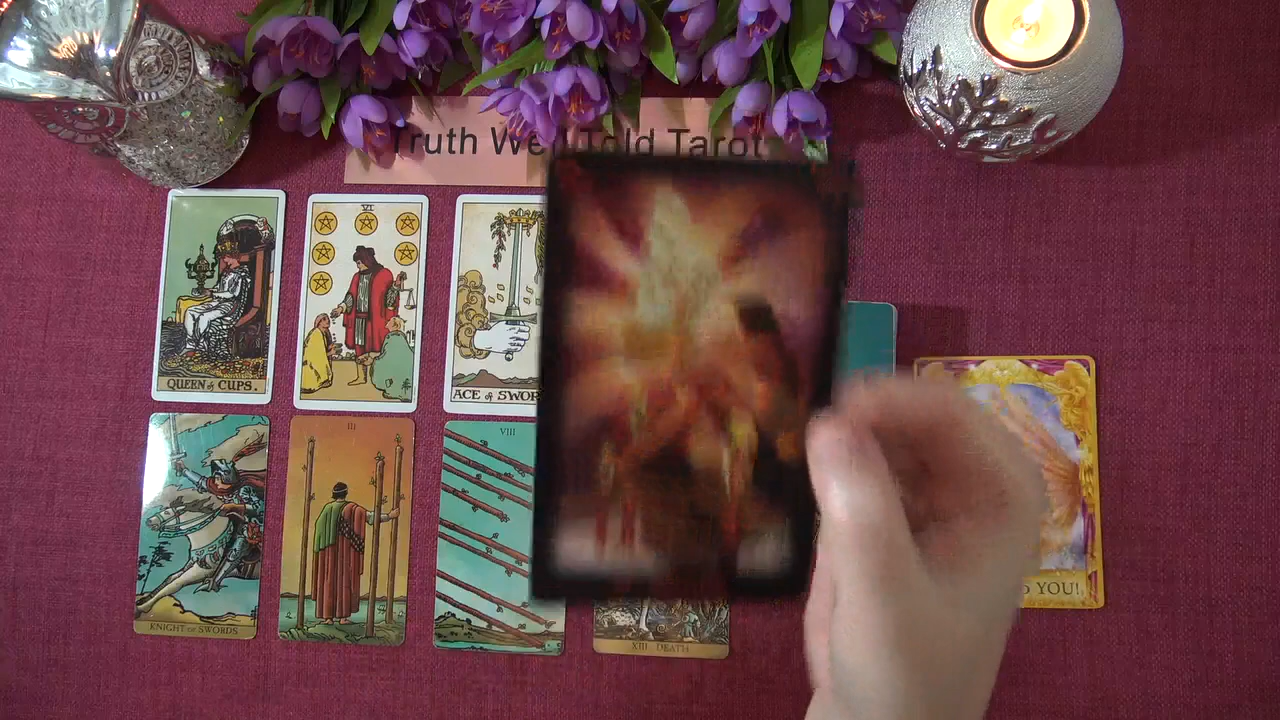 Truth Well Told Tarot
VI
QUEEN of CUPS.
ACE of SWOR
KNIGHT OF SWORDS
III
VIII
XIII DEATH
YOU!